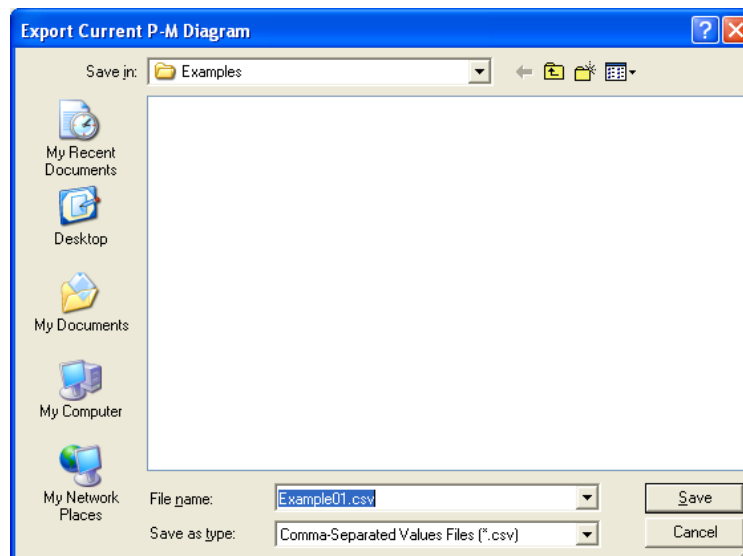 Export Current P-M Diagram
Save in:
Examples
My Recent
Documents
Desktop
My Documents
My Computer
My Network
Places
File name:
Example01.csv
Save
Save as type:
Comma-Separated Values Files (*.csv)
Cancel